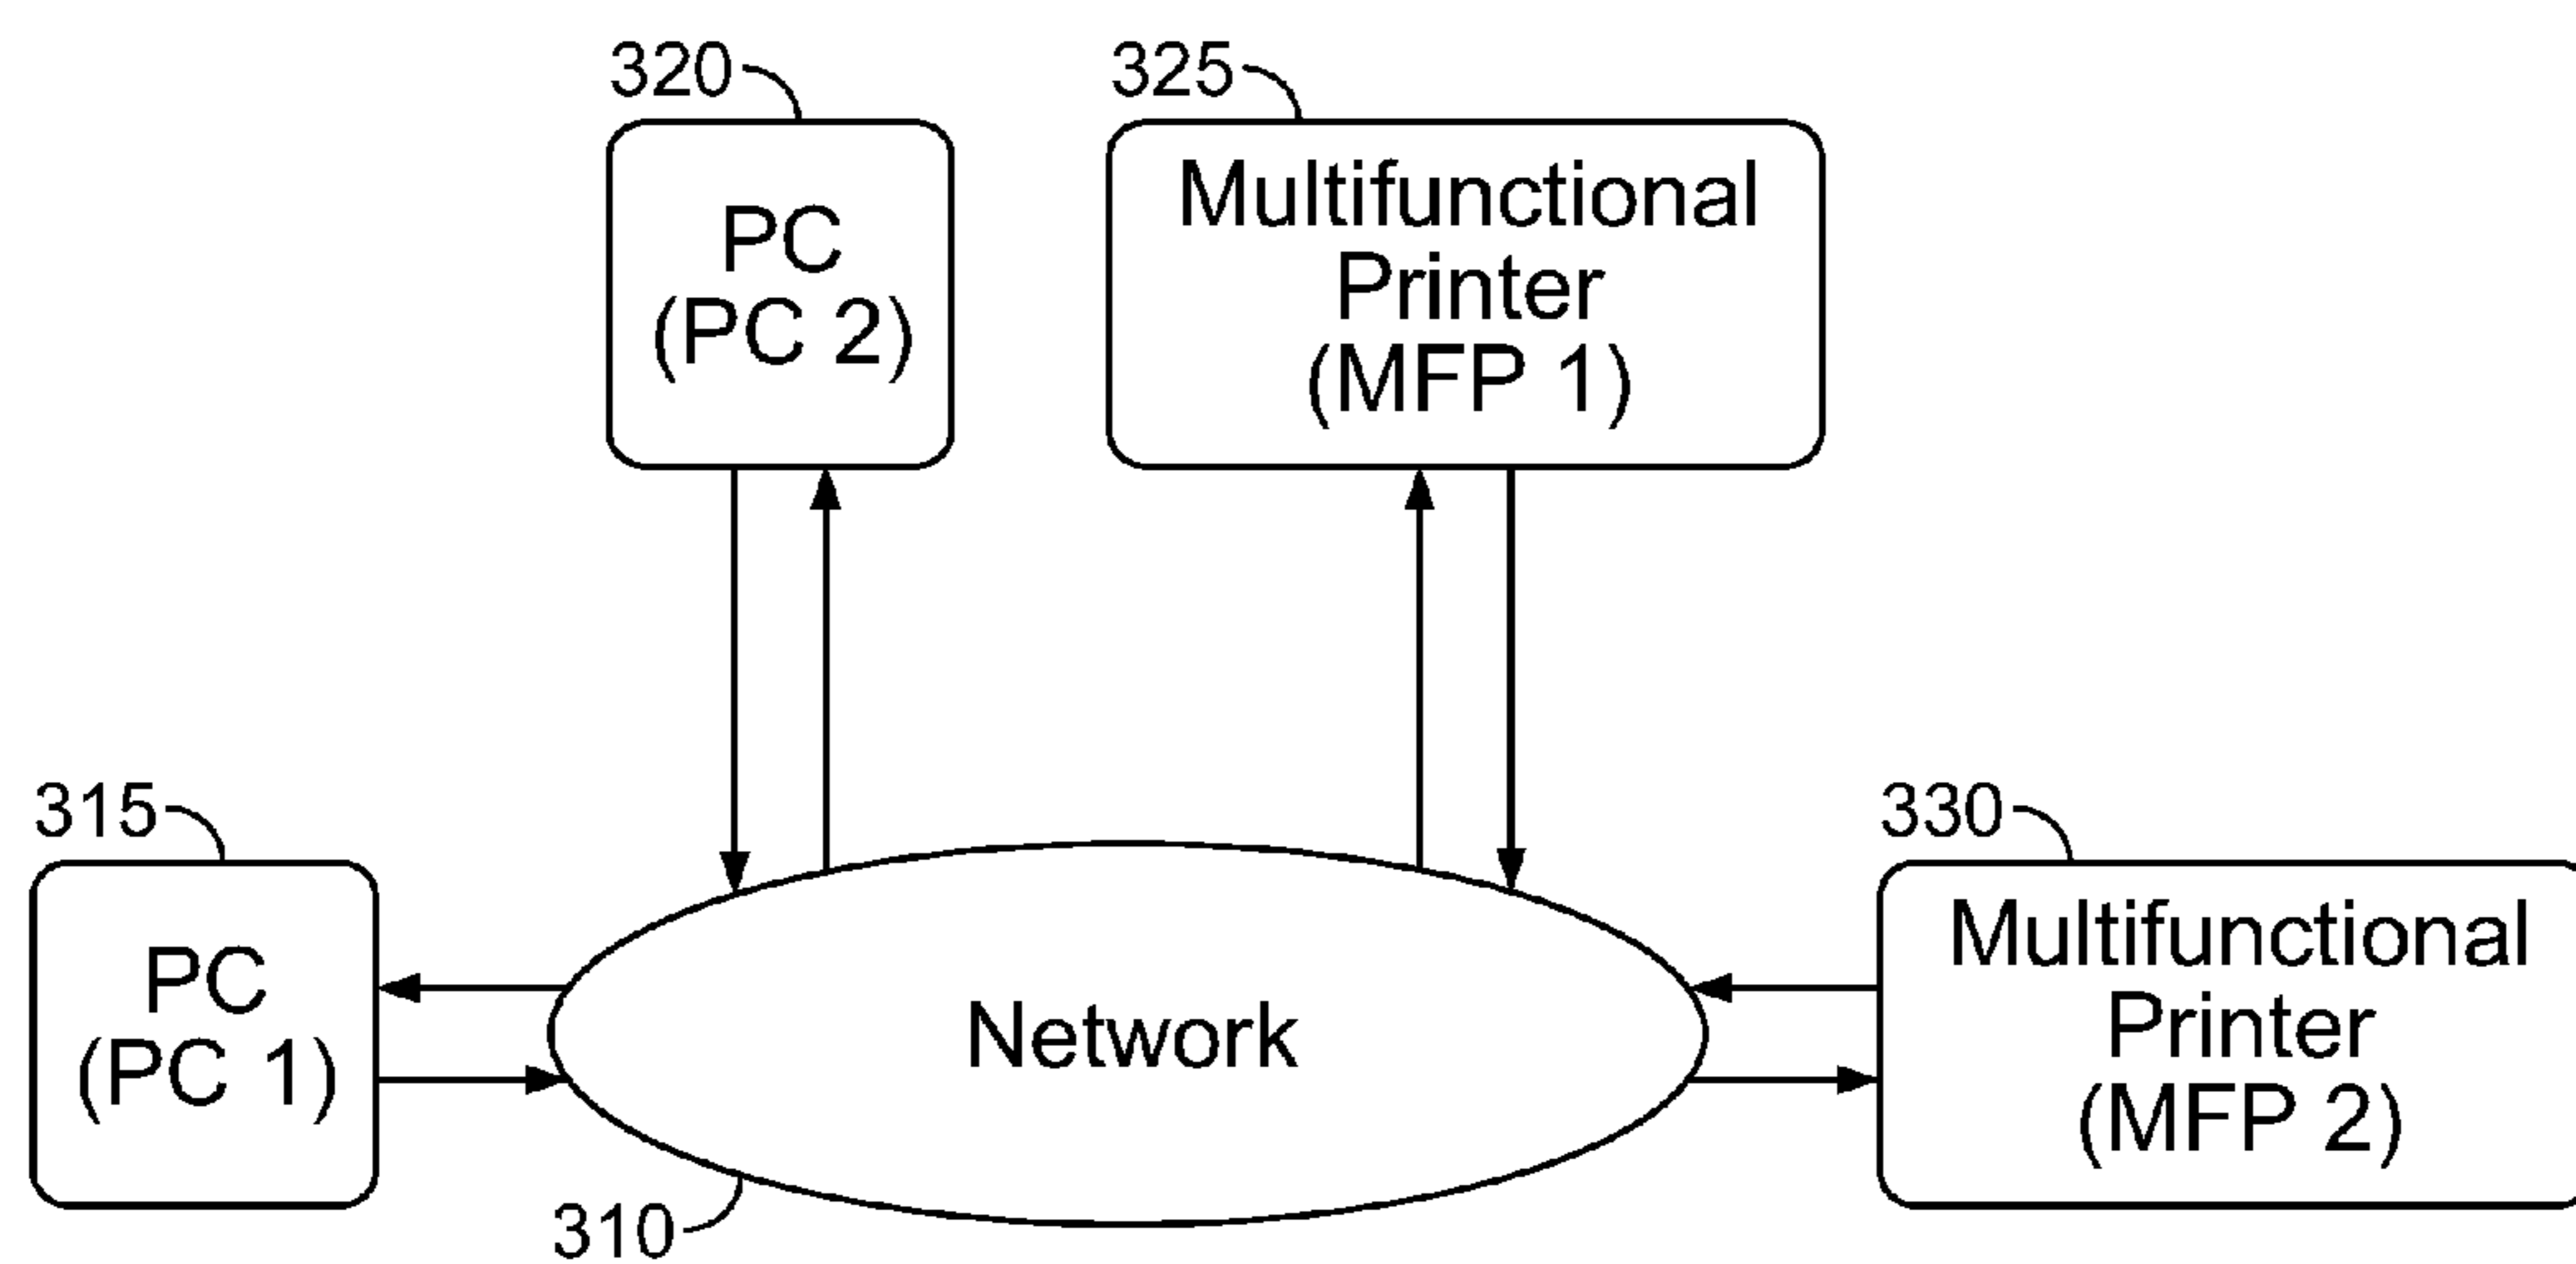 320
PC
(PC 2)
325
Multifunctional
Printer
(MFP 1)
315
PC
(PC 1)
Network
310
330
Multifunctional
Printer
(MFP 2)